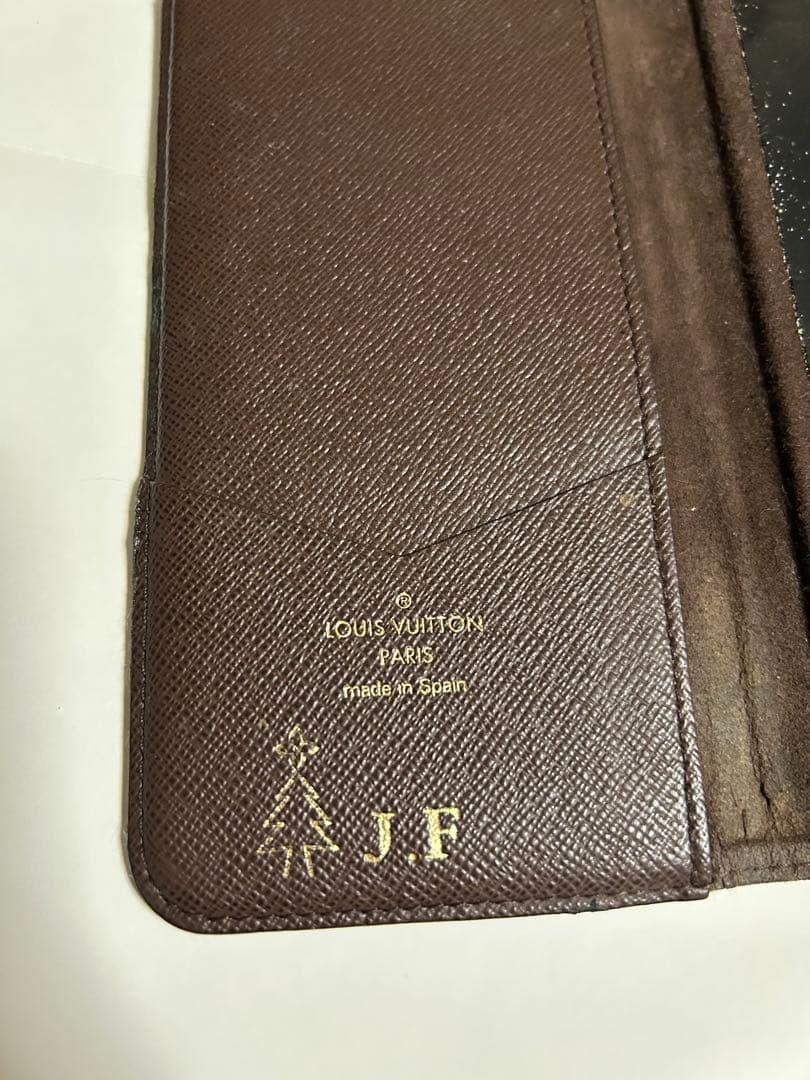 ®
LOUIS VUITTON
PARIS
made in Spain
J.F